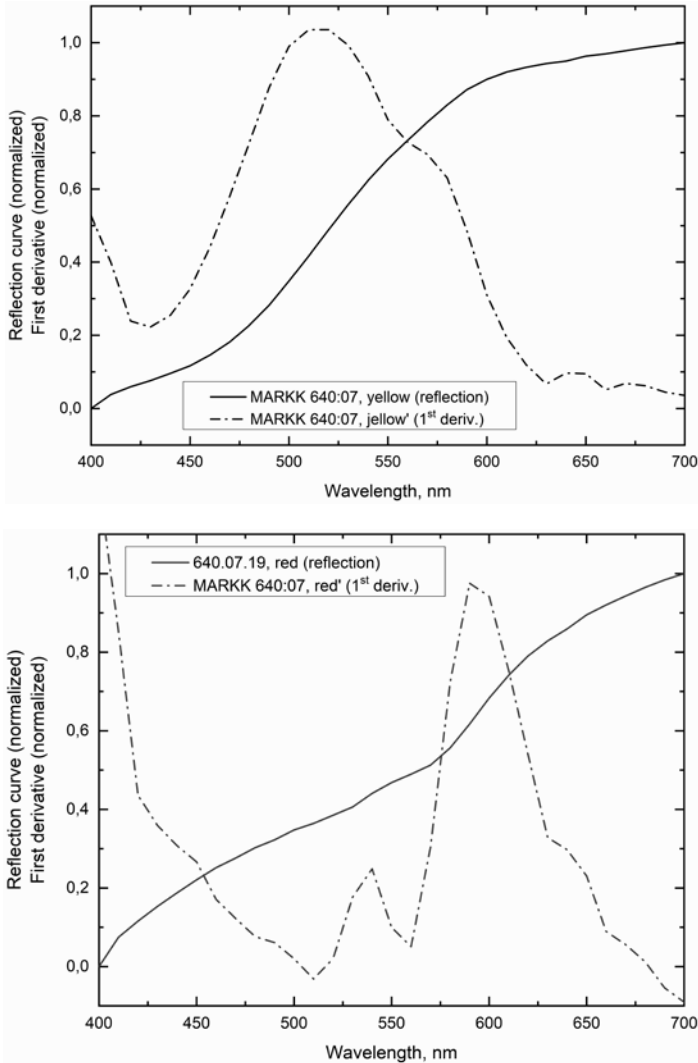 Reflection curve (normalized)
First derivative (normalized)
1,0
0,8
0,6
0,4
0,2
0,0
MARKK 640:07, yellow (reflection)
MARKK 640:07, jellow' (1st deriv.)
400 450 500 550 600 650 700
Wavelength, nm
Reflection curve (normalized)
First derivative (normalized)
640.07.19, red (reflection)
MARKK 640:07, red' (1st deriv.)
1,0
0,8
0,6
0,4
0,2
0,0
400 450 500 550 600 650 700
Wavelength, nm